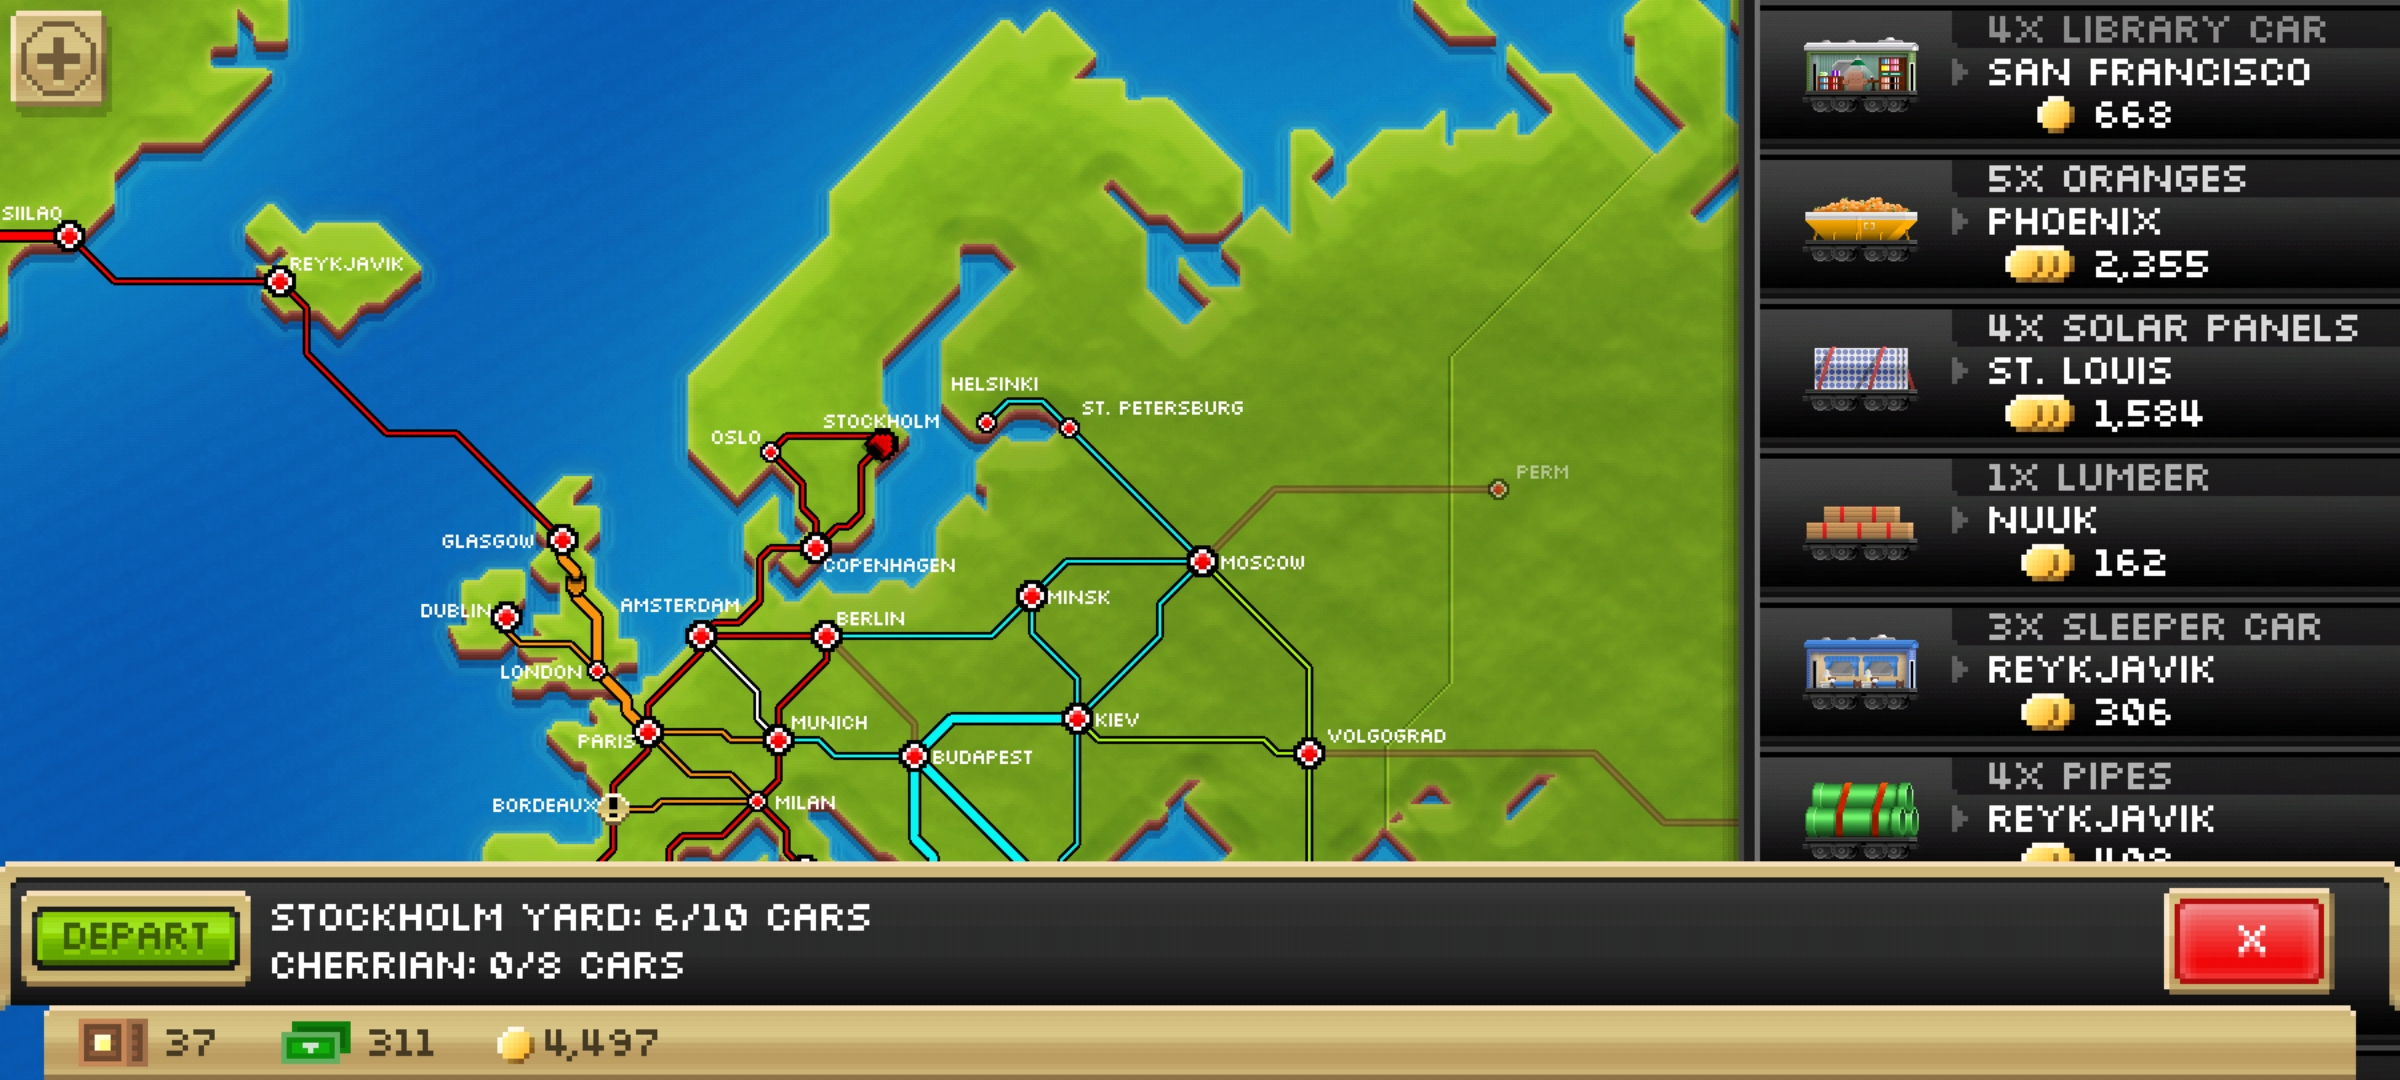 SIILAQ
REYKJAVIK
HELSINKI
ST. PETERSBURG
STOCKHOLM
OSLO
PERM
GLASGOW
COPENHAGEN
MOSCOW
MINSK
DUBLIN
AMSTERDAM
BERLIN
LONDON
KIEV
MUNICH
PARIS
BUDAPEST
VOLGOGRAD
BORDEAUX
MILAN
4X LIBRARY CAR
SAN FRANCISCO
668
5X ORANGES
PHOENIX
2,355
4X SOLAR PANELS
ST. LOUIS
1,584
1X LUMBER
NUUK
162
3X SLEEPER CAR
REYKJAVIK
306
4X PIPES
REYKJAVIK
DEPART
STOCKHOLM YARD: 6/10 CARS
CHERRIAN: 0/8 CARS
X
37
311
4,497